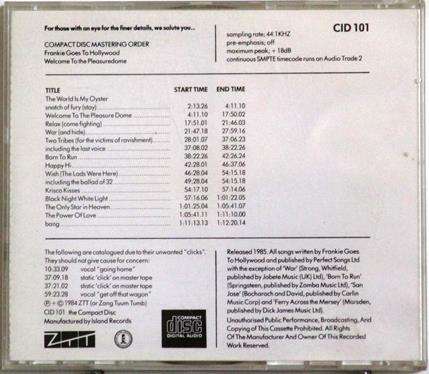 For those with an eye for the finer details, we salute you...
CID 101
COMPACT DISC MASTERING ORDER
Frankie Goes To Hollywood
Welcome To The Pleasuredome
sampling rate; 44.1KHZ
pre-emphasis; off
maximum peak; + 18dB
continuous SMPTE timecode runs on Audio Trade 2
TITLE START TIME END TIME
The World Is My Oyster
snatch of fury (stay) 2:13.26 4:11.10
Welcome To The Pleasure Dome 4:11.10 17:50.02
Relax (come fighting) 17:51.01 21:46.03
War (and hide) 21:47.18 27:59.16
Two Tribes (for the victims of ravishment) 28:01.07 37:06.23
including the last voice 37:08.02 38:22.26
Born To Run 38:22.26 42:26.24
Happy Hi 42:28.01 46:37.06
Wish (The Lads Were Here) 46:28.04 54:15.18
including the ballad of 32 49:28.04 54:15.18
Krisco Kisses 54:17.10 57:14.06
Black Night White Light 57:16.06 1:01:22.05
The Only Star in Heaven 1:01:25.04 1:05:41.07
The Power Of Love 1:05:41.11 1:11:10.00
bang 1:11:13.13 1:12:20.14
The following are catalogued due to their unwanted "clicks".
They should not give cause for concern:
10:33.09 vocal "going home"
37:09.18 static 'click' on master tape
37:21.02 static 'click' on master tape
59:23.28 vocal "get off that wagon"
Ⓟ + © 1984 ZTT (or Zang Tuum Tumb)
CID 101 the Compact Disc
Manufactured by Island Records
ZTT
COMPACT
disc
DIGITAL AUDIO
Released 1985. All songs written by Frankie Goes
To Hollywood and published by Perfect Songs Ltd
with the exception of 'War' (Strong, Whitfield,
published by Jobete Music (UK) Ltd), 'Born To Run'
(Springsteen, published by Zomba Music Ltd), 'San
Jose' (Bacharach and David, published by Carlin
Music Corp) and 'Ferry Across the Mersey' (Marsden,
published by Dick James Music Ltd).
Unauthorised Public Performance, Broadcasting, And
Copying of This Cassette Prohibited. All Rights
Of The Manufacturer And Owner Of This Recorded
Work Reserved.